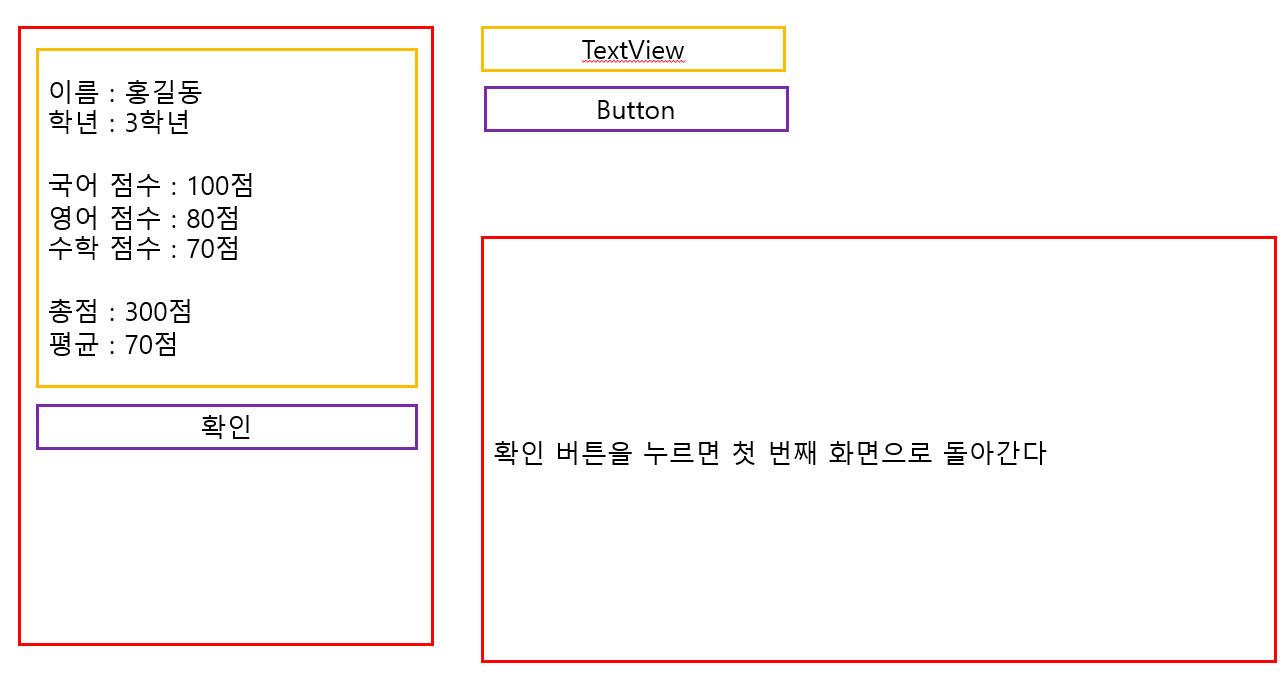 이름 : 홍길동
학년 : 3학년
국어 점수 : 100점
영어 점수 : 80점
수학 점수 : 70점
총점 : 300점
평균 : 70점
확인
TextView
Button
확인 버튼을 누르면 첫 번째 화면으로 돌아간다